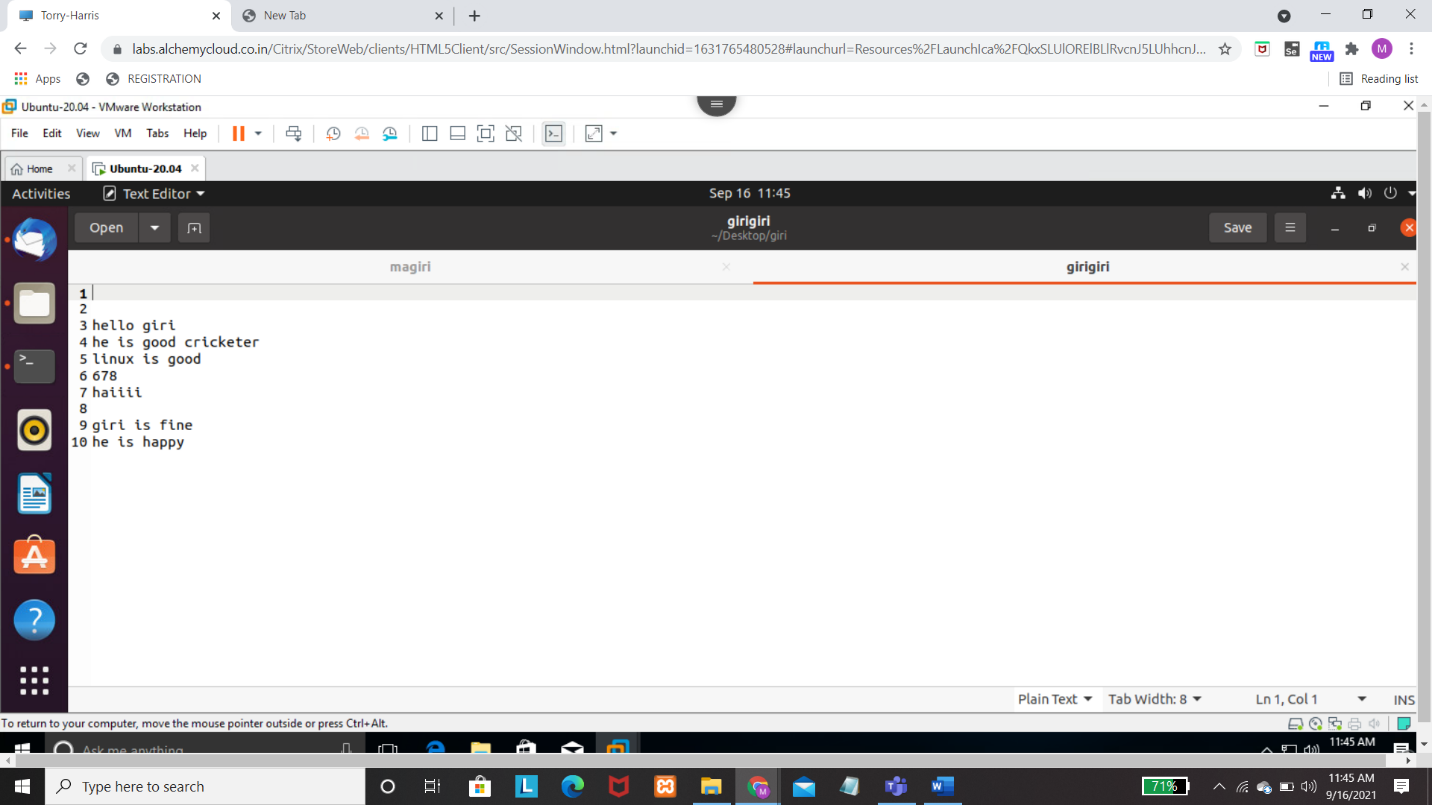 Torry-Harris
New Tab
labs.alchemycloud.co.in/Citrix/StoreWeb/clients/HTML5Client/src/SessionWindow.html?launchid=1631765480528#launchurl=Resources%2FLaunchIca%2FQkxSLUlORElBLlRvcnJ5LUhhcnJ...
Se
NEW
M
Apps
REGISTRATION
Reading list
Ubuntu-20.04 - VMware Workstation
File Edit View VM Tabs Help
Home
Ubuntu-20.04
Activities
Text Editor
Sep 16 11:45
Open
girigiri
~/Desktop/giri
Save
magiri
girigiri
1
2
3 hello giri
4 he is good cricketer
5 linux is good
6 678
7 haiiii
8
9 giri is fine
10 he is happy
Plain Text
Tab Width: 8
Ln 1, Col 1
INS
To return to your computer, move the mouse pointer outside or press Ctrl+Alt.
Ask me anything
11:45 AM
Type here to search
L
M
71%
11:45 AM
9/16/2021